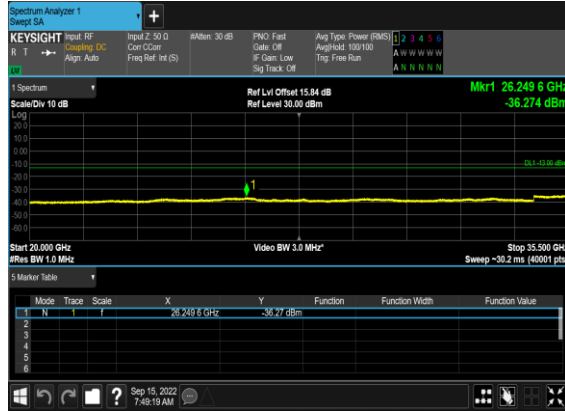 Spectrum Analyzer 1
Swept SA
+
KEYSIGHT Input: RF Input Z: 50 Ω #Atten: 30 dB PNO: Fast Avg Type: Power (RMS) 1 2 3 4 5 6
R T Coupling: DC Corr CCorr Gate: Off Avg|Hold: 100/100 A W W W W W
Align: Auto Freq Ref: Int (S) IF Gain: Low Trig: Free Run
LW Sig Track: Off A N N N N N
1 Spectrum Ref Lvl Offset 15.84 dB Mkr1 26.249 6 GHz
Scale/Div 10 dB Ref Level 30.00 dBm -36.274 dBm
Log
20.0
10.0
0.00
-10.0 DL1 -13.00 dBm
-20.0
-30.0 1
-40.0
-50.0
-60.0
Start 20.000 GHz Video BW 3.0 MHz* Stop 35.500 GHz
#Res BW 1.0 MHz Sweep ~30.2 ms (40001 pts)
5 Marker Table
Mode Trace Scale X Y Function Function Width Function Value
1 N 1 f 26.249 6 GHz -36.27 dBm
2
3
4
5
6
? Sep 15, 2022
7:49:19 AM